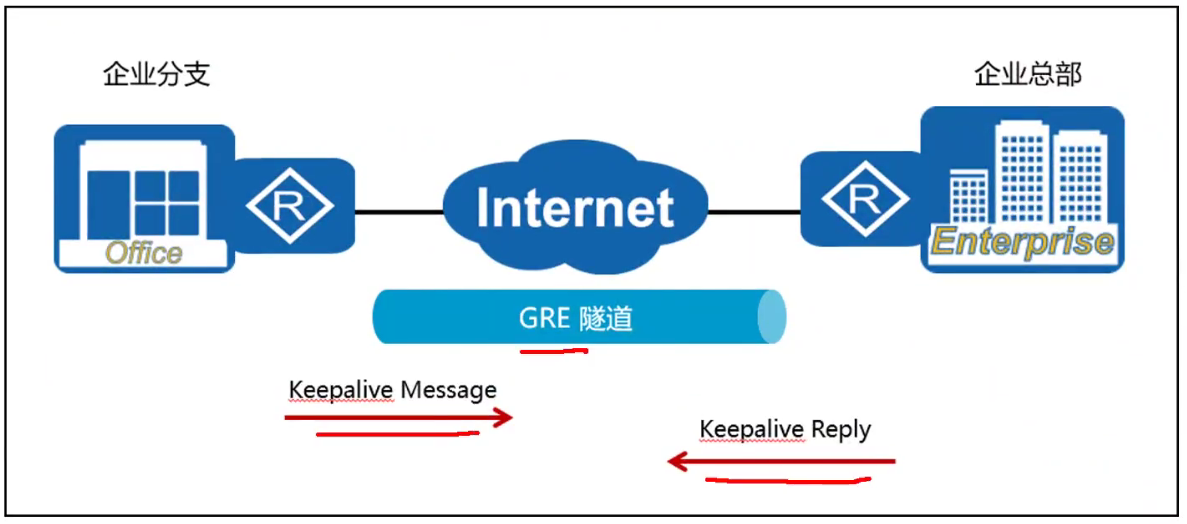 企业分支
企业总部
R
Internet
R
Office
Enterprise
GRE 隧道
Keepalive Message
Keepalive Reply